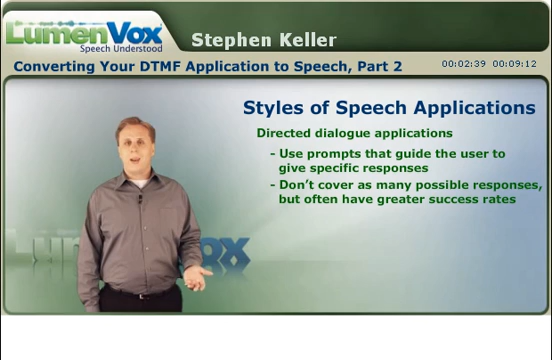 LumenVox
Speech Understood
Stephen Keller
Converting Your DTMF Application to Speech, Part 2
00:02:39 00:09:12
Styles of Speech Applications
Directed dialogue applications
- Use prompts that guide the user to
give specific responses
- Don't cover as many possible responses,
but often have greater success rates
LumenVox